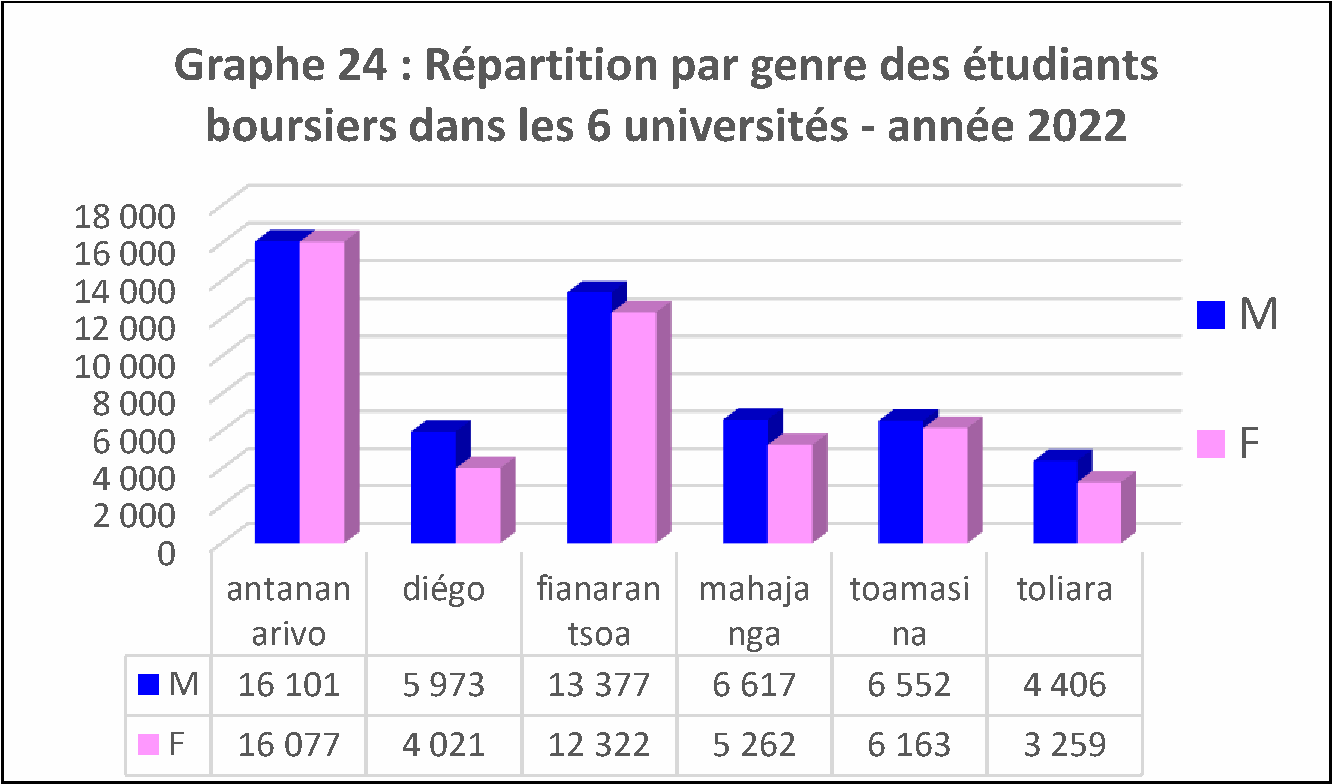 Graphe 24 : Répartition par genre des étudiants
boursiers dans les 6 universités - année 2022
18 000
16 000
14 000
12 000
10 000
8 000
6 000
4 000
2 000
0
M
F
antanan
arivo
diégo
fianaran
tsoa
mahaja
nga
toamasi
na
toliara
M 16 101 5 973 13 377 6 617 6 552 4 406
F 16 077 4 021 12 322 5 262 6 163 3 259